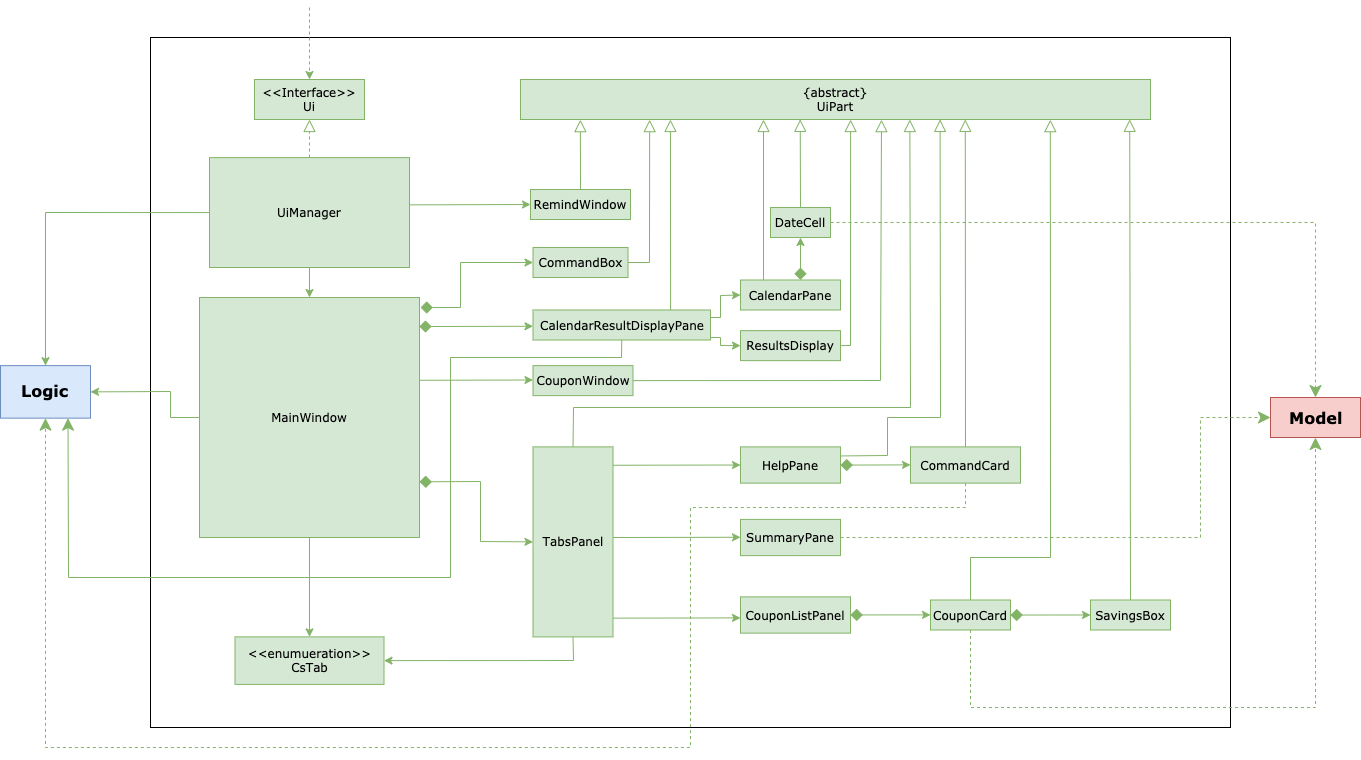 <<Interface>>
Ui
{abstract}
UiPart
UiManager
RemindWindow
DateCell
CommandBox
CalendarPane
CalendarResultDisplayPane
ResultsDisplay
CouponWindow
Logic
MainWindow
Model
HelpPane
CommandCard
TabsPanel
SummaryPane
CouponListPanel
CouponCard
SavingsBox
<<enumueration>>
CsTab